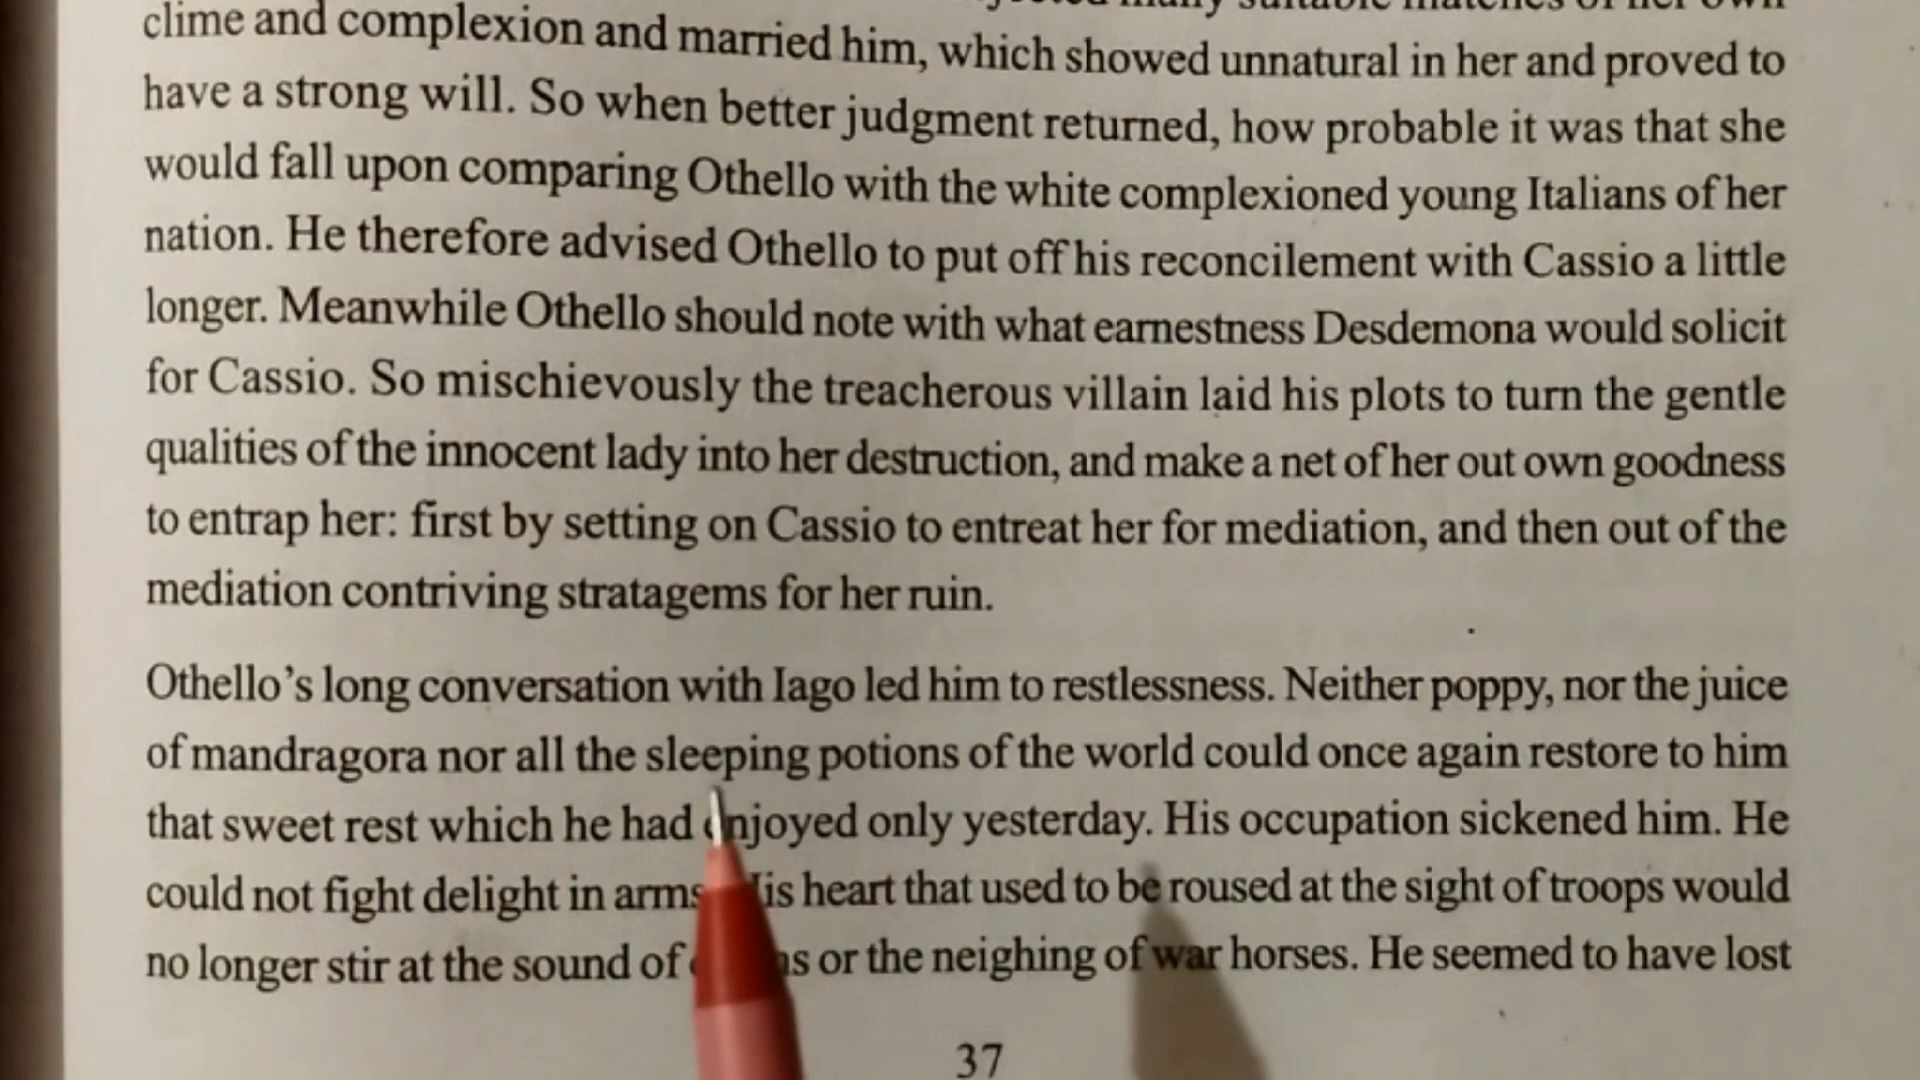 many suitable matches of her own
clime and complexion and married him, which showed unnatural in her and proved to
have a strong will. So when better judgment returned, how probable it was that she
would fall upon comparing Othello with the white complexioned young Italians of her
nation. He therefore advised Othello to put off his reconcilement with Cassio a little
longer. Meanwhile Othello should note with what earnestness Desdemona would solicit
for Cassio. So mischievously the treacherous villain laid his plots to turn the gentle
qualities of the innocent lady into her destruction, and make a net of her out own goodness
to entrap her: first by setting on Cassio to entreat her for mediation, and then out of the
mediation contriving stratagems for her ruin.
Othello's long conversation with Iago led him to restlessness. Neither poppy, nor the juice
of mandragora nor all the sleeping potions of the world could once again restore to him
that sweet rest which he had enjoyed only yesterday. His occupation sickened him. He
could not fight delight in arms His heart that used to be roused at the sight of troops would
no longer stir at the sound of or the neighing of war horses. He seemed to have lost
37